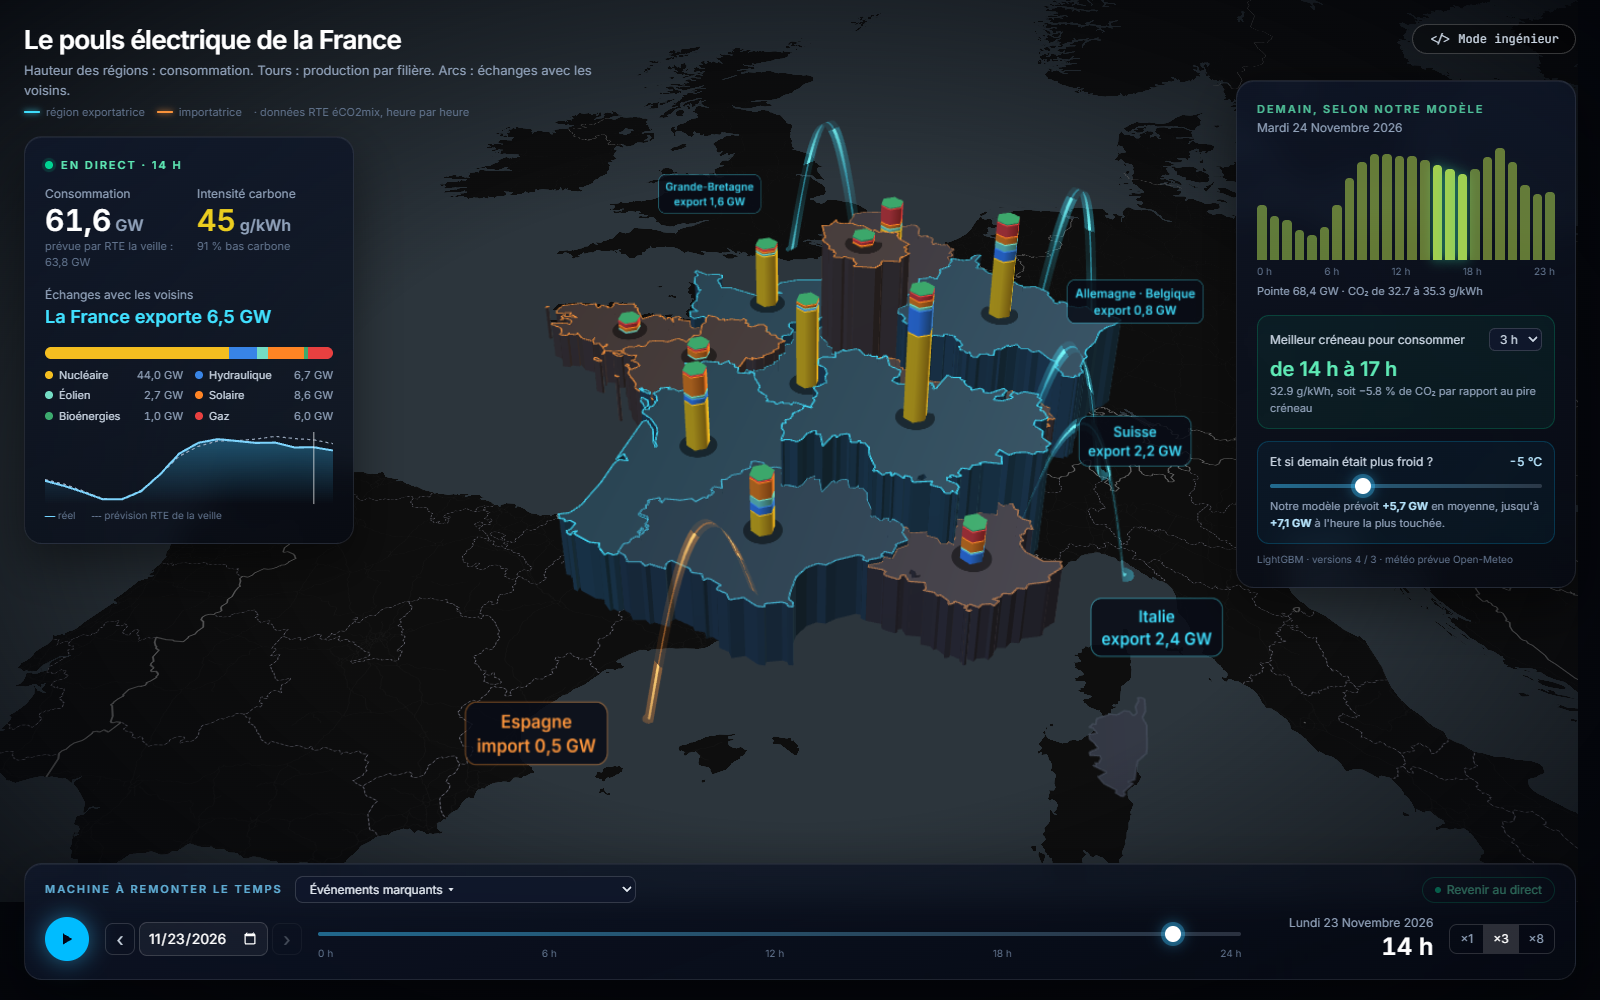 Le pouls électrique de la France
Hauteur des régions : consommation. Tours : production par filière. Arcs : échanges avec les
voisins.
région exportatrice importatrice · données RTE éCO2mix, heure par heure
</> Mode ingénieur
EN DIRECT · 14 H
Consommation Intensité carbone
61,6 GW 45 g/kWh
prévue par RTE la veille : 91 % bas carbone
63,8 GW
Échanges avec les voisins
La France exporte 6,5 GW
Nucléaire 44,0 GW Hydraulique 6,7 GW
Éolien 2,7 GW Solaire 8,6 GW
Bioénergies 1,0 GW Gaz 6,0 GW
réel prévision RTE de la veille
Grande-Bretagne
export 1,6 GW
Allemagne · Belgique
export 0,8 GW
Suisse
export 2,2 GW
Italie
export 2,4 GW
Espagne
import 0,5 GW
DEMAIN, SELON NOTRE MODÈLE
Mardi 24 Novembre 2026
0 h 6 h 12 h 18 h 23 h
Pointe 68,4 GW · CO₂ de 32.7 à 35.3 g/kWh
Meilleur créneau pour consommer 3 h
de 14 h à 17 h
32.9 g/kWh, soit −5.8 % de CO₂ par rapport au pire
créneau
Et si demain était plus froid ? -5 °C
Notre modèle prévoit +5,7 GW en moyenne, jusqu'à
+7,1 GW à l'heure la plus touchée.
LightGBM · versions 4 / 3 · météo prévue Open-Meteo
MACHINE À REMONTER LE TEMPS Événements marquants Revenir au direct
‹ 11/23/2026 ›
0 h 6 h 12 h 18 h 24 h
Lundi 23 Novembre 2026
14 h ×1 ×3 ×8